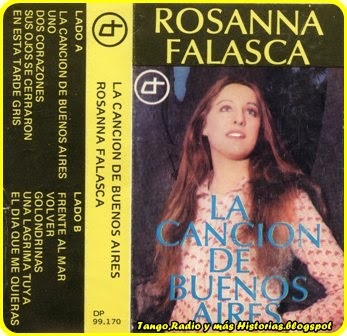 LADO A
LA CANCION DE BUENOS AIRES
UNO
DOS CORAZONES
SUS OJOS SE CERRARON
EN ESTA TARDE GRIS
LADO B
FRENTE AL MAR
VOLVER
GOLONDRINAS
UNA LAGRIMA TUYA
EL DIA QUE ME QUIERAS
LA CANCION DE BUENOS AIRES
ROSANNA FALASCA
DP
99.170
ROSANNA
FALASCA
LA
CANCION
DE
BUENOS
AIRES
Tango,Radio y más Historias.blogspot